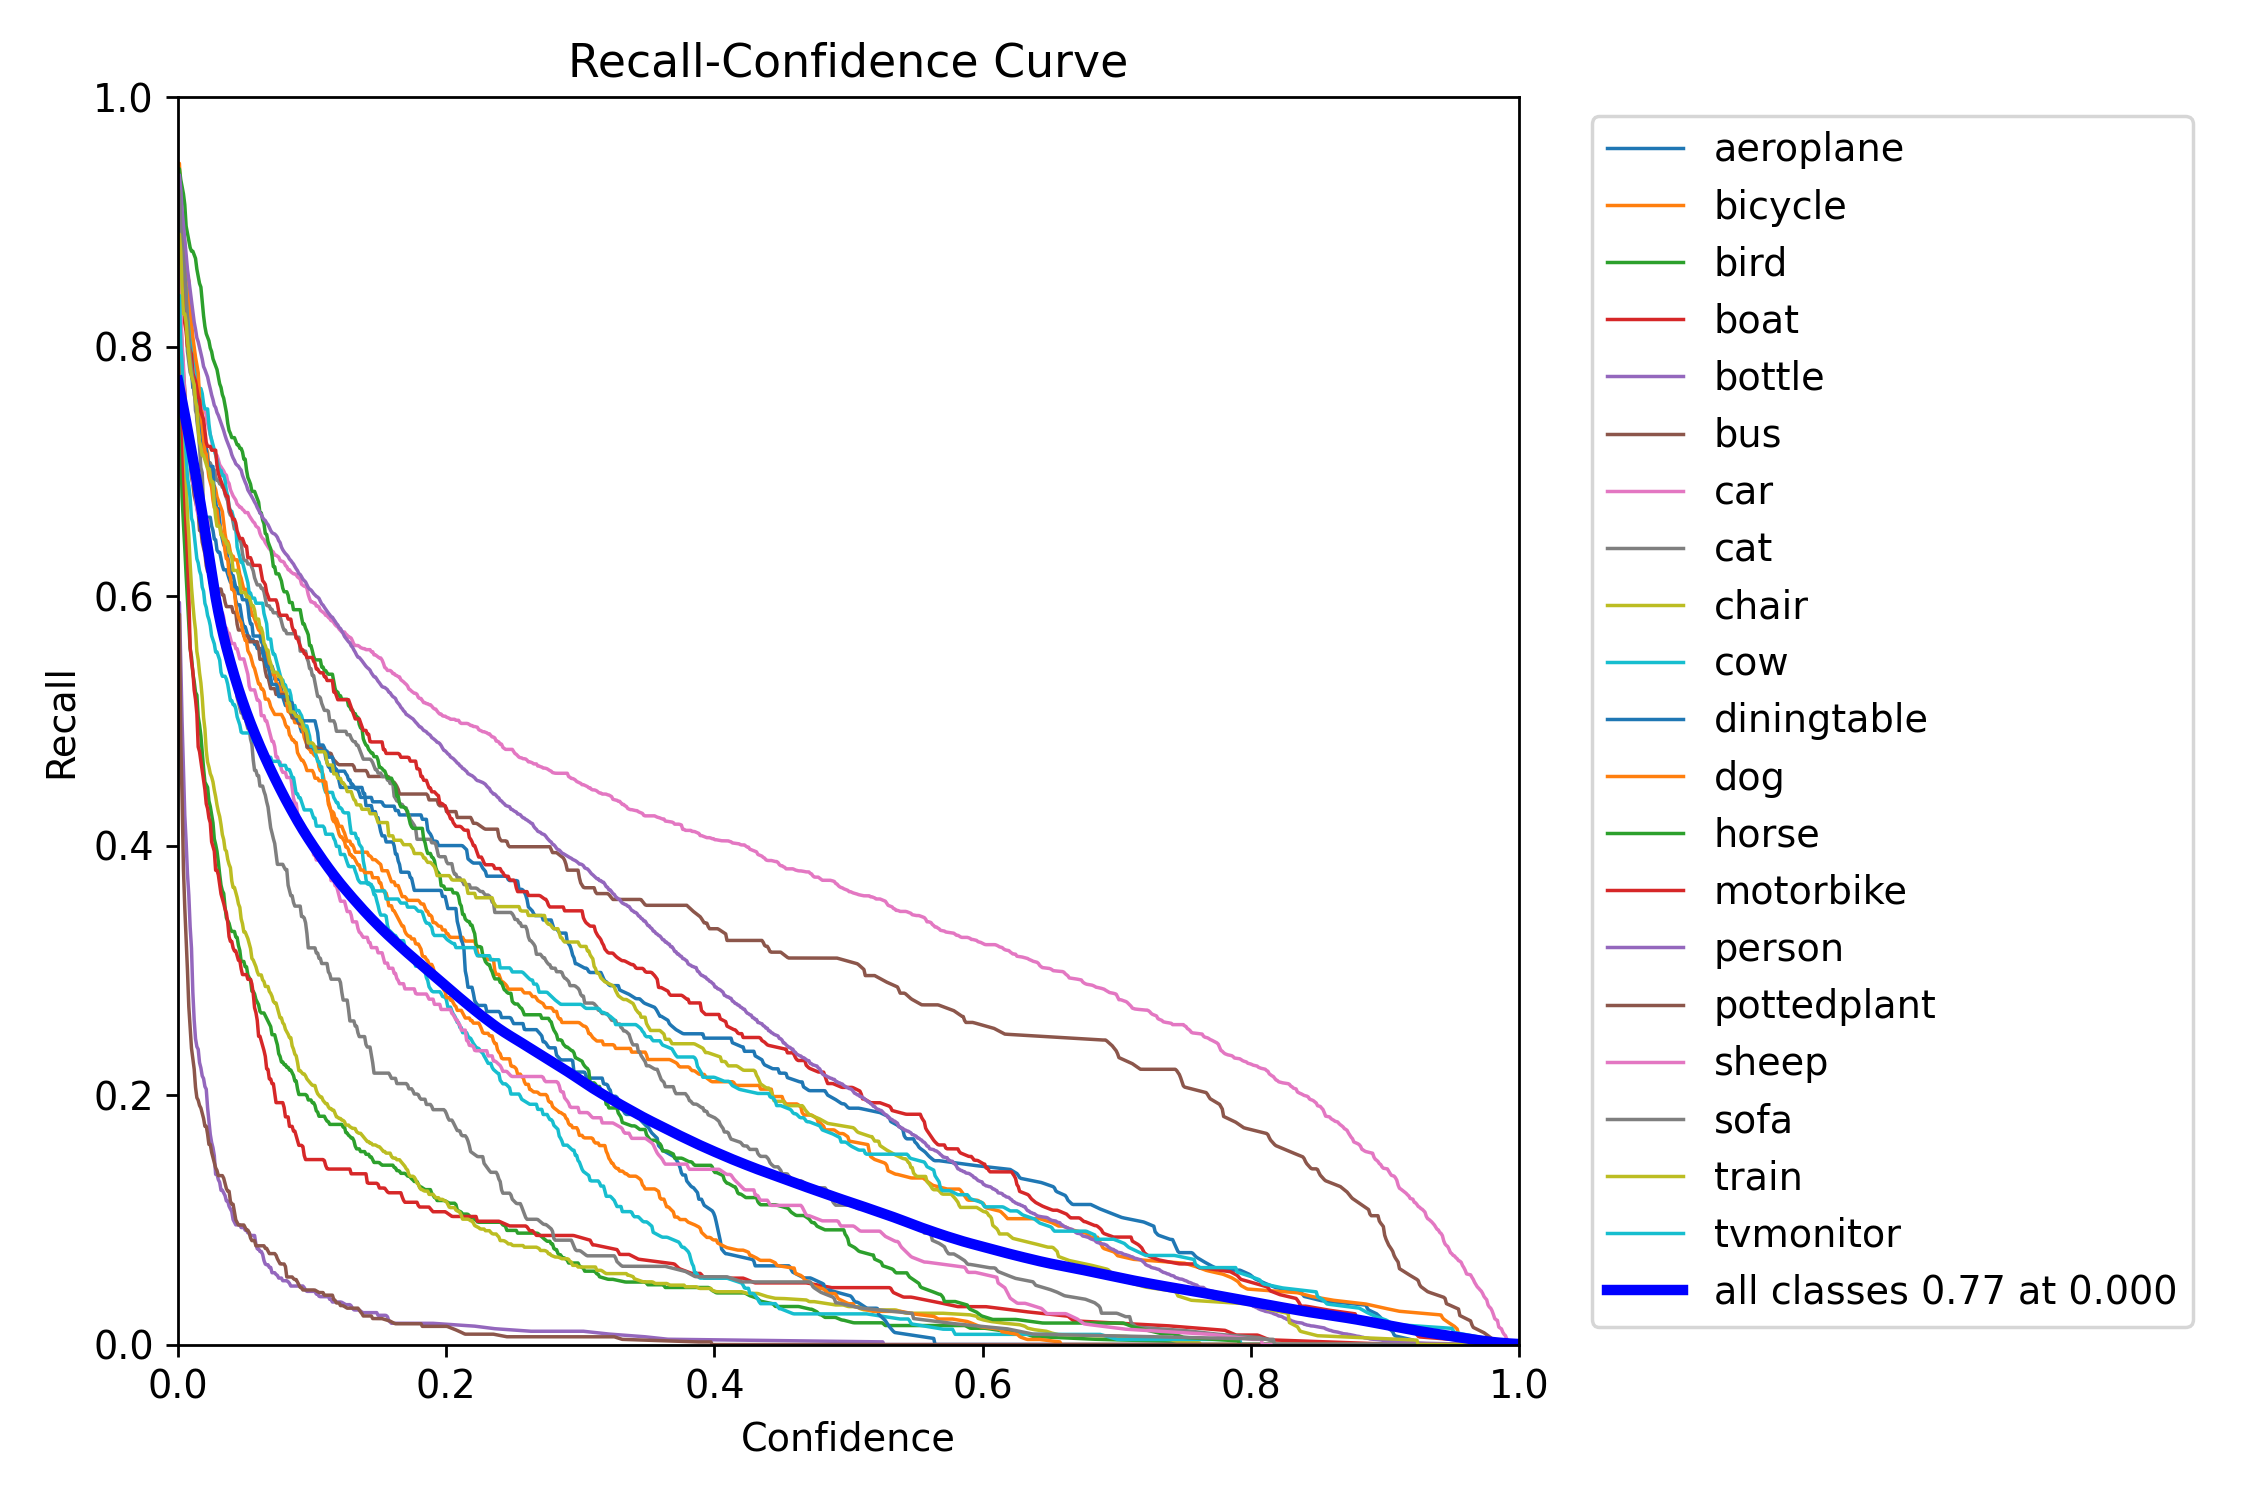 Recall-Confidence Curve
1.0
0.8
0.6
0.4
0.2
0.0
Recall
0.0 0.2 0.4 0.6 0.8 1.0
Confidence
aeroplane
bicycle
bird
boat
bottle
bus
car
cat
chair
cow
diningtable
dog
horse
motorbike
person
pottedplant
sheep
sofa
train
tvmonitor
all classes 0.77 at 0.000